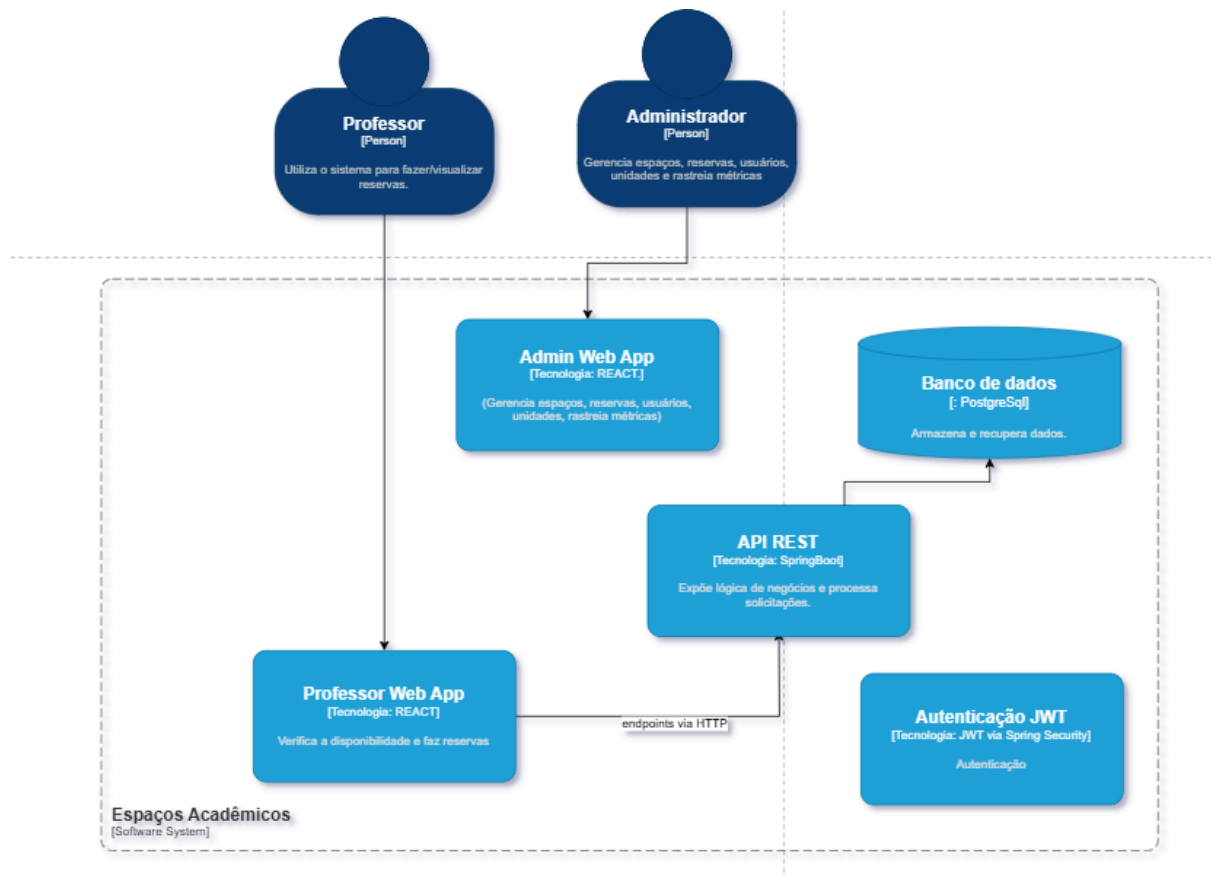 Professor
[Person]
Utiliza o sistema para fazer/visualizar
reservas.
Administrador
[Person]
Gerencia espaços, reservas, usuários,
unidades e rastreia métricas
Admin Web App
[Tecnologia: REACT.]
(Gerencia espaços, reservas, usuários,
unidades, rastreia métricas)
Banco de dados
[: PostgreSql]
Armazena e recupera dados.
API REST
[Tecnologia: SpringBoot]
Expõe lógica de negócios e processa
solicitações.
Professor Web App
[Tecnologia: REACT]
Verifica a disponibilidade e faz reservas
endpoints via HTTP
Autenticação JWT
[Tecnologia: JWT via Spring Security]
Autenticação
Espaços Acadêmicos
[Software System]